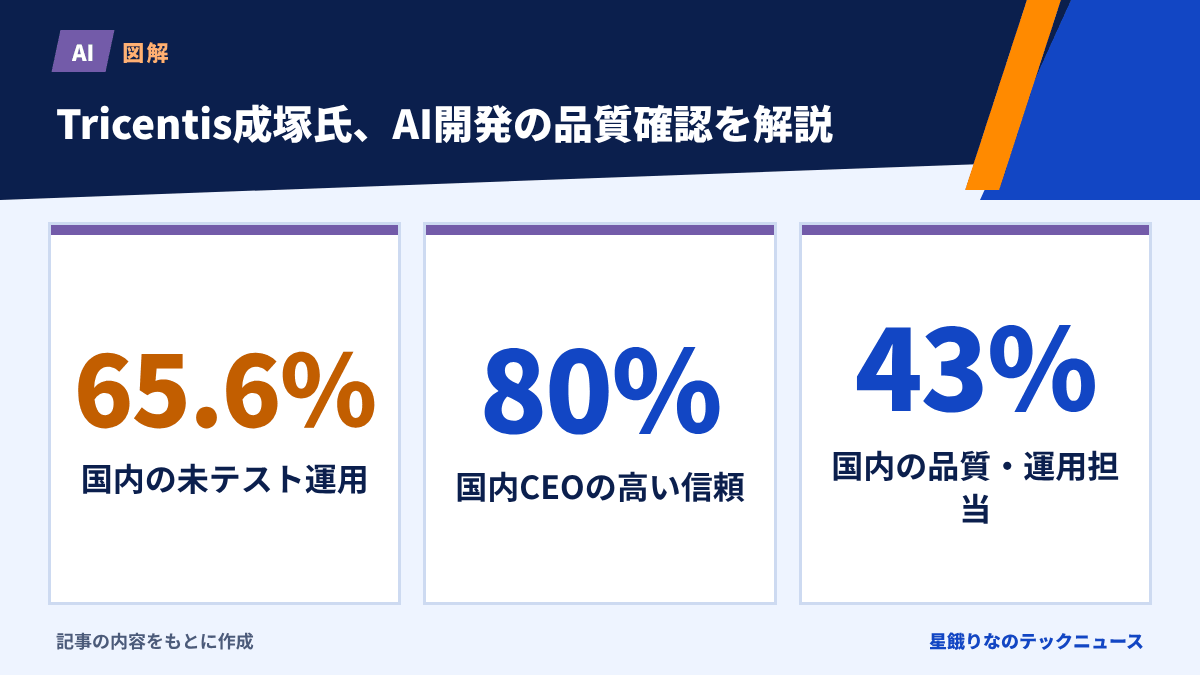 AI 図解
Tricentis成塚氏、AI開発の品質確認を解説
65.6%
国内の未テスト運用
80%
国内CEOの高い信頼
43%
国内の品質・運用担
当
記事の内容をもとに作成
星餓りなのテックニュース